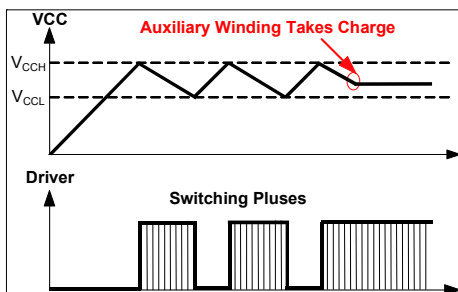 VCC
Auxiliary Winding Takes Charge
VCCH
VCCL
Driver
Switching Pluses